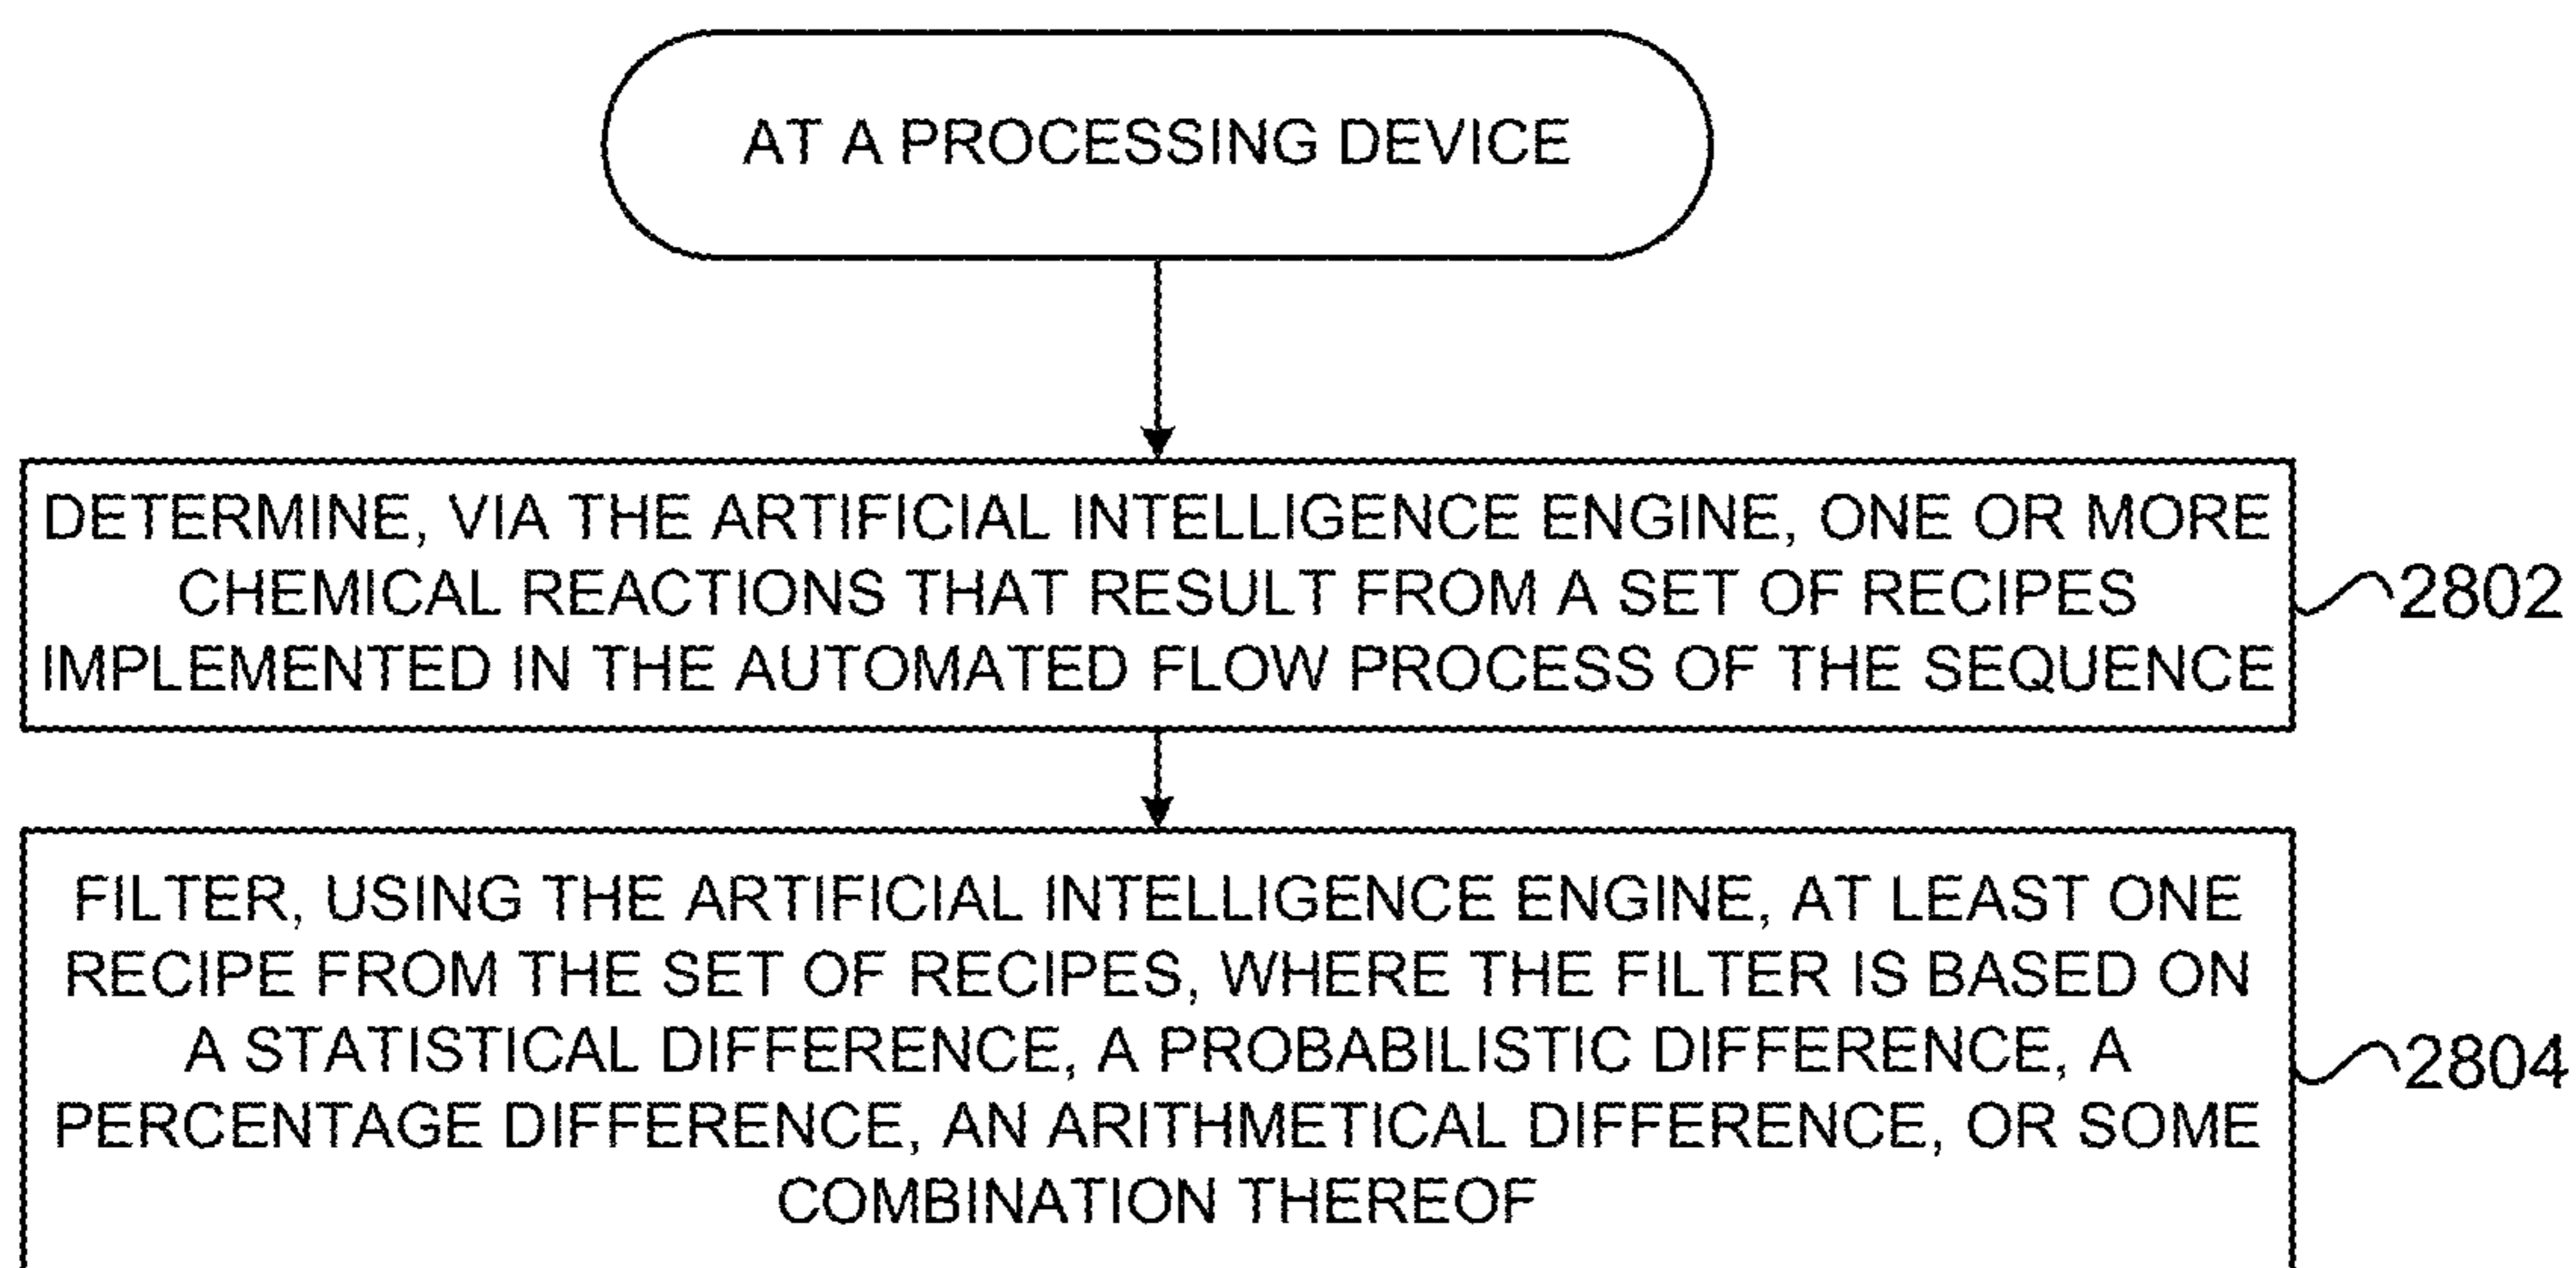 AT A PROCESSING DEVICE
DETERMINE, VIA THE ARTIFICIAL INTELLIGENCE ENGINE, ONE OR MORE
CHEMICAL REACTIONS THAT RESULT FROM A SET OF RECIPES
IMPLEMENTED IN THE AUTOMATED FLOW PROCESS OF THE SEQUENCE
2802
FILTER, USING THE ARTIFICIAL INTELLIGENCE ENGINE, AT LEAST ONE
RECIPE FROM THE SET OF RECIPES, WHERE THE FILTER IS BASED ON
A STATISTICAL DIFFERENCE, A PROBABILISTIC DIFFERENCE, A
PERCENTAGE DIFFERENCE, AN ARITHMETICAL DIFFERENCE, OR SOME
COMBINATION THEREOF
2804